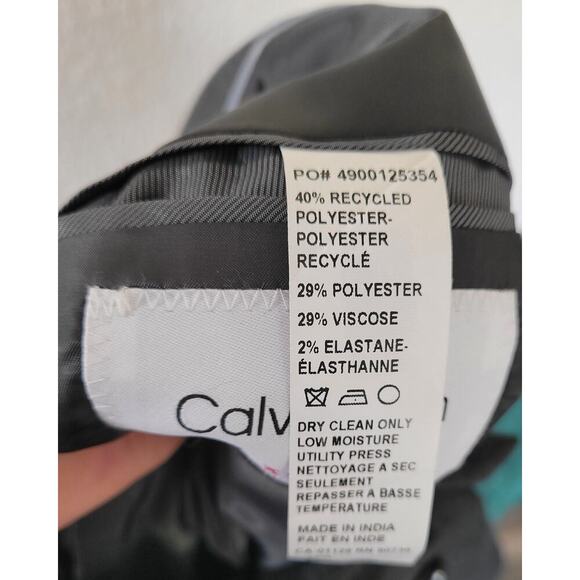 PO# 4900125354
40% RECYCLED
POLYESTER-
POLYESTER
RECYCLÉ
29% POLYESTER
29% VISCOSE
2% ELASTANE-
ÉLASTHANNE
Calv
DRY CLEAN ONLY
LOW MOISTURE
UTILITY PRESS
NETTOYAGE A SEC
SEULEMENT
REPASSER A BASSE
TEMPERATURE
MADE IN INDIA
FAIT EN INDE